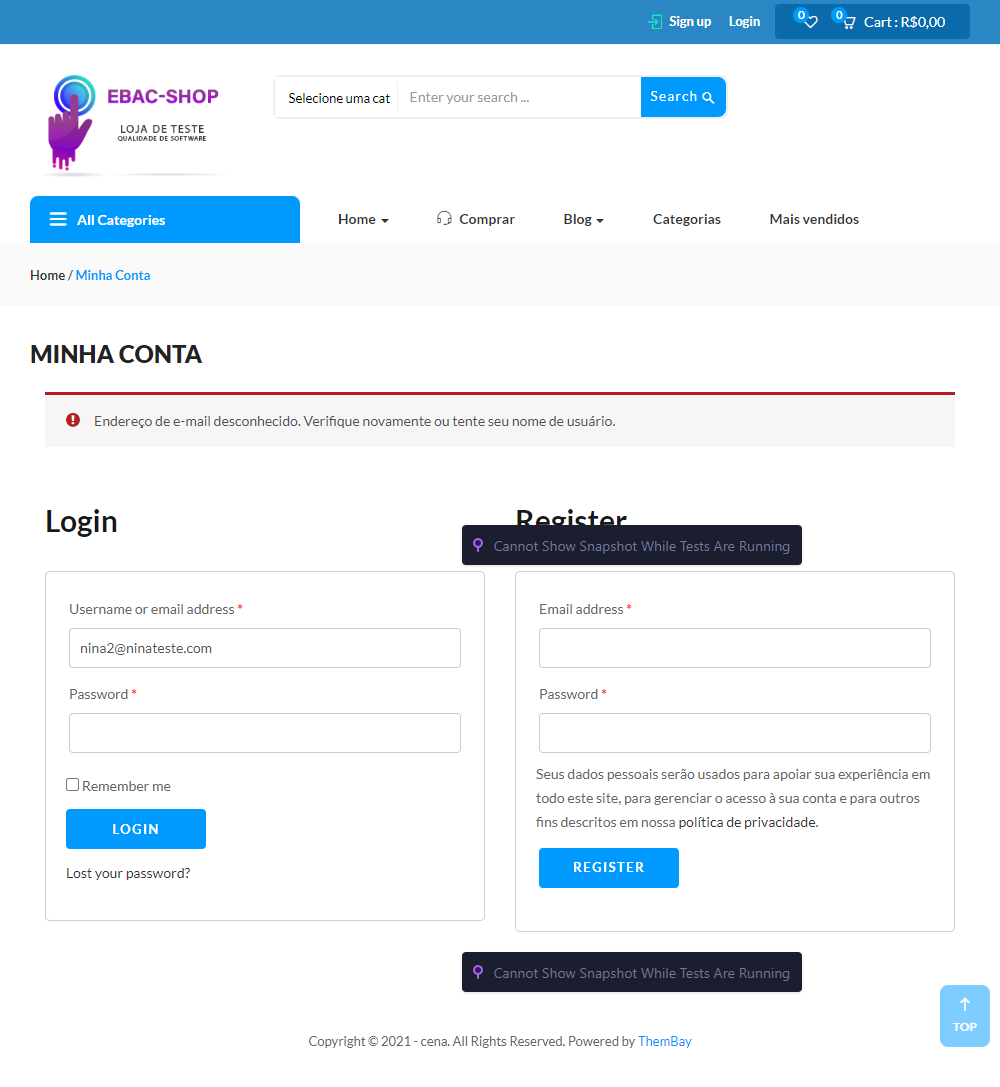 Sign up Login 0 0 Cart : R$0,00
EBAC-SHOP
LOJA DE TESTE
QUALIDADE DE SOFTWARE
Selecione uma cat Enter your search ... Search
All Categories Home Comprar Blog Categorias Mais vendidos
Home / Minha Conta
MINHA CONTA
Endereço de e-mail desconhecido. Verifique novamente ou tente seu nome de usuário.
Login
Register
Cannot Show Snapshot While Tests Are Running
Username or email address *
nina2@ninateste.com
Password *
Remember me
LOGIN
Lost your password?
Email address *
Password *
Seus dados pessoais serão usados para apoiar sua experiência em
todo este site, para gerenciar o acesso à sua conta e para outros
fins descritos em nossa política de privacidade.
REGISTER
Cannot Show Snapshot While Tests Are Running
TOP
Copyright © 2021 - cena. All Rights Reserved. Powered by ThemBay